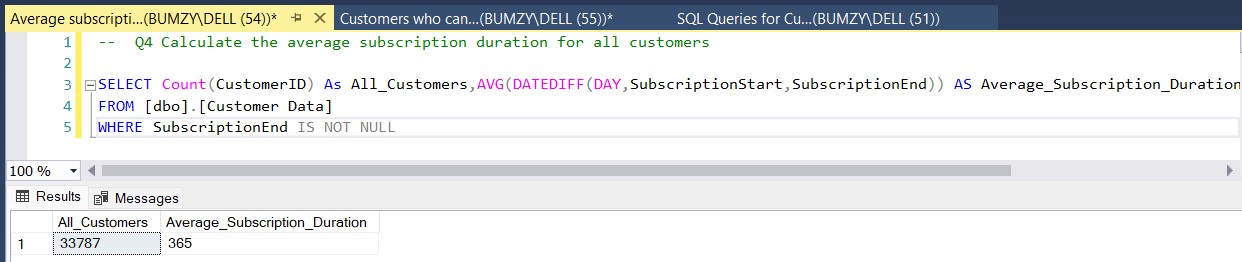 Average subscripti...(BUMZY\DELL (54))* Customers who can...(BUMZY\DELL (55))* SQL Queries for Cu...(BUMZY\DELL (51))
1 -- Q4 Calculate the average subscription duration for all customers
2
3 SELECT Count(CustomerID) As All_Customers,AVG(DATEDIFF(DAY,SubscriptionStart,SubscriptionEnd)) AS Average_Subscription_Duration
4 FROM [dbo].[Customer Data]
5 WHERE SubscriptionEnd IS NOT NULL
100 %
Results Messages
All_Customers Average_Subscription_Duration
1 33787 365